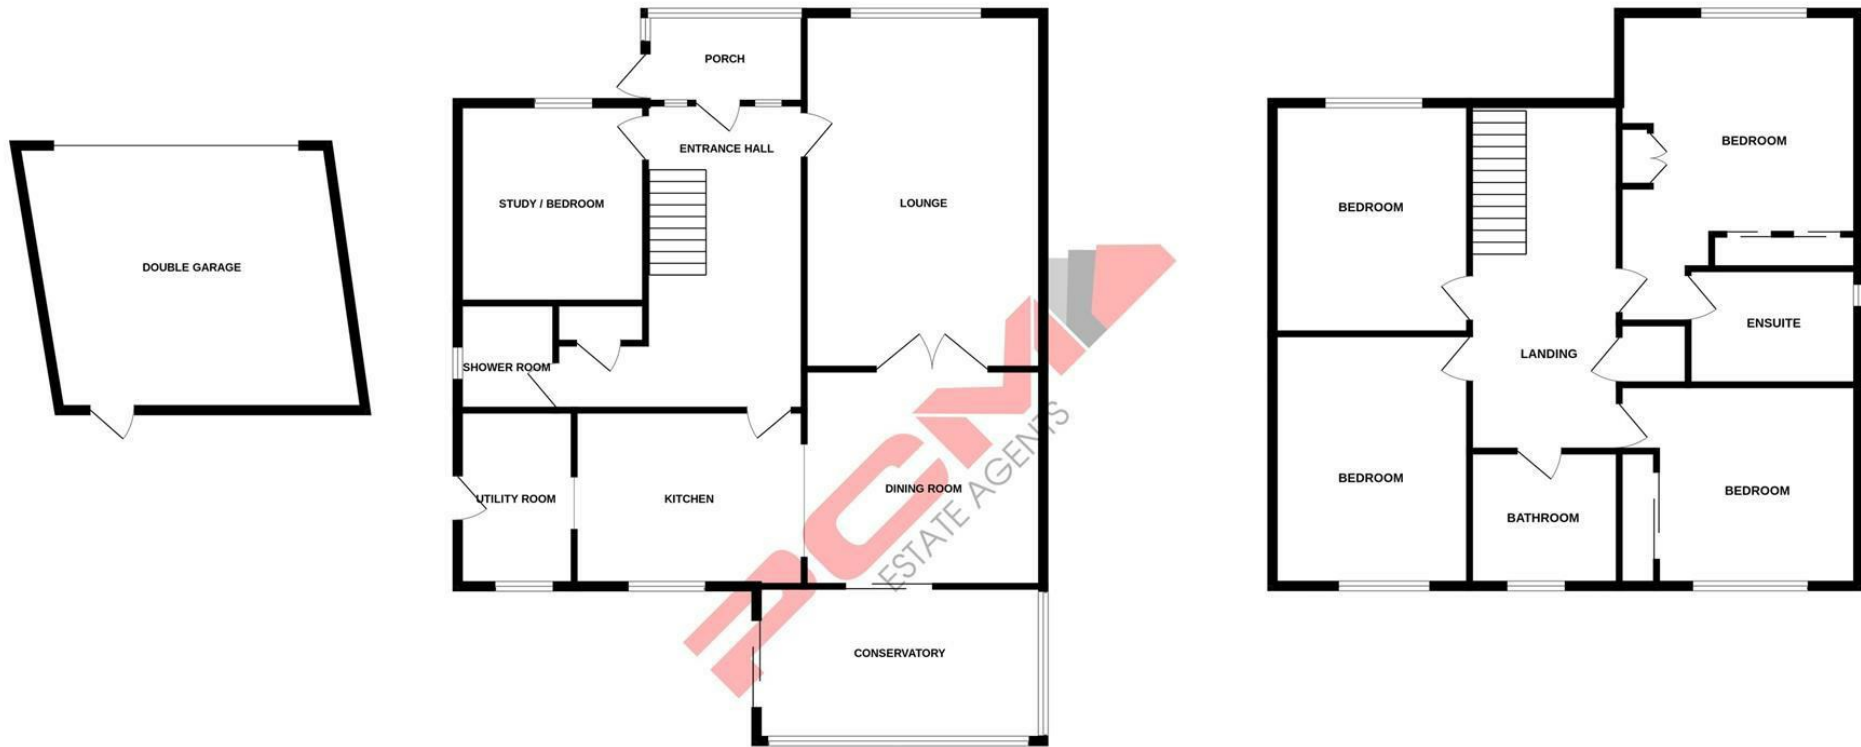 DOUBLE GARAGE
PORCH
ENTRANCE HALL
STUDY / BEDROOM
LOUNGE
SHOWER ROOM
UTILITY ROOM
KITCHEN
DINING ROOM
CONSERVATORY
PCM
ESTATE AGENTS
BEDROOM
BEDROOM
ENSUITE
LANDING
BEDROOM
BEDROOM
BATHROOM